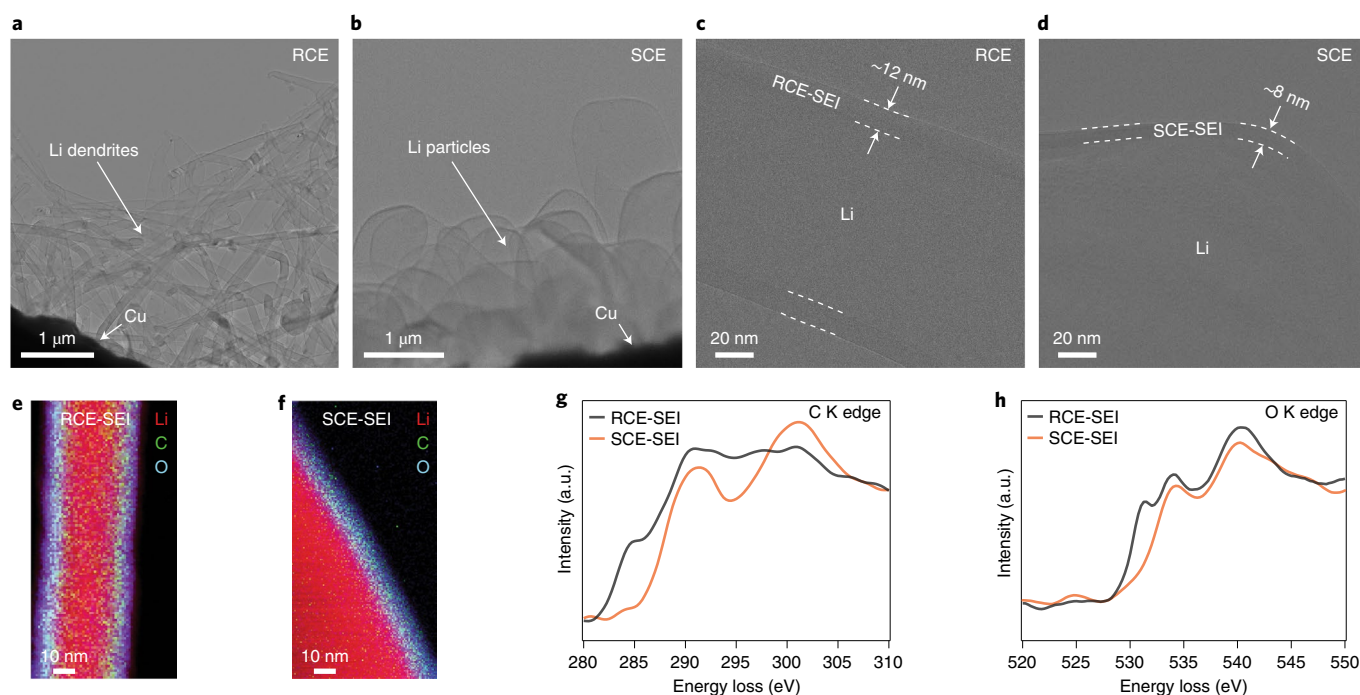 a
RCE
Li dendrites
Cu
1 μm
b
SCE
Li particles
Cu
1 μm
c
RCE
~12 nm
RCE-SEI
Li
20 nm
d
SCE
~8 nm
SCE-SEI
Li
20 nm
e
RCE-SEI
Li
C
O
10 nm
f
SCE-SEI
Li
C
O
10 nm
g
C K edge
RCE-SEI
SCE-SEI
Intensity (a.u.)
280 285 290 295 300 305 310
Energy loss (eV)
h
O K edge
RCE-SEI
SCE-SEI
Intensity (a.u.)
520 525 530 535 540 545 550
Energy loss (eV)